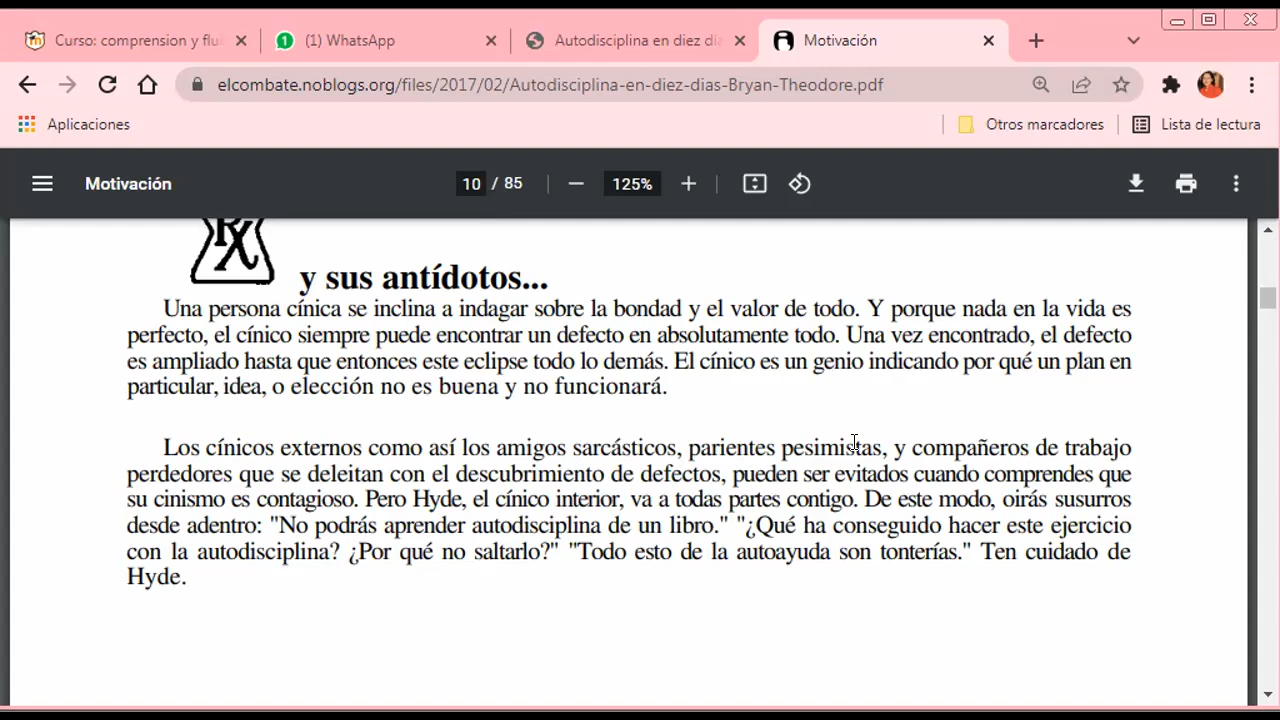 Curso: comprension y flu
(1) WhatsApp
Autodisciplina en diez día
Motivación
elcombate.noblogs.org/files/2017/02/Autodisciplina-en-diez-dias-Bryan-Theodore.pdf
Aplicaciones
Otros marcadores
Lista de lectura
Motivación
10 / 85
125%
y sus antídotos...
Una persona cínica se inclina a indagar sobre la bondad y el valor de todo. Y porque nada en la vida es
perfecto, el cínico siempre puede encontrar un defecto en absolutamente todo. Una vez encontrado, el defecto
es ampliado hasta que entonces este eclipse todo lo demás. El cínico es un genio indicando por qué un plan en
particular, idea, o elección no es buena y no funcionará.
Los cínicos externos como así los amigos sarcásticos, parientes pesimistas, y compañeros de trabajo
perdedores que se deleitan con el descubrimiento de defectos, pueden ser evitados cuando comprendes que
su cinismo es contagioso. Pero Hyde, el cínico interior, va a todas partes contigo. De este modo, oirás susurros
desde adentro: "No podrás aprender autodisciplina de un libro." "¿Qué ha conseguido hacer este ejercicio
con la autodisciplina? ¿Por qué no saltarlo?" "Todo esto de la autoayuda son tonterías." Ten cuidado de
Hyde.